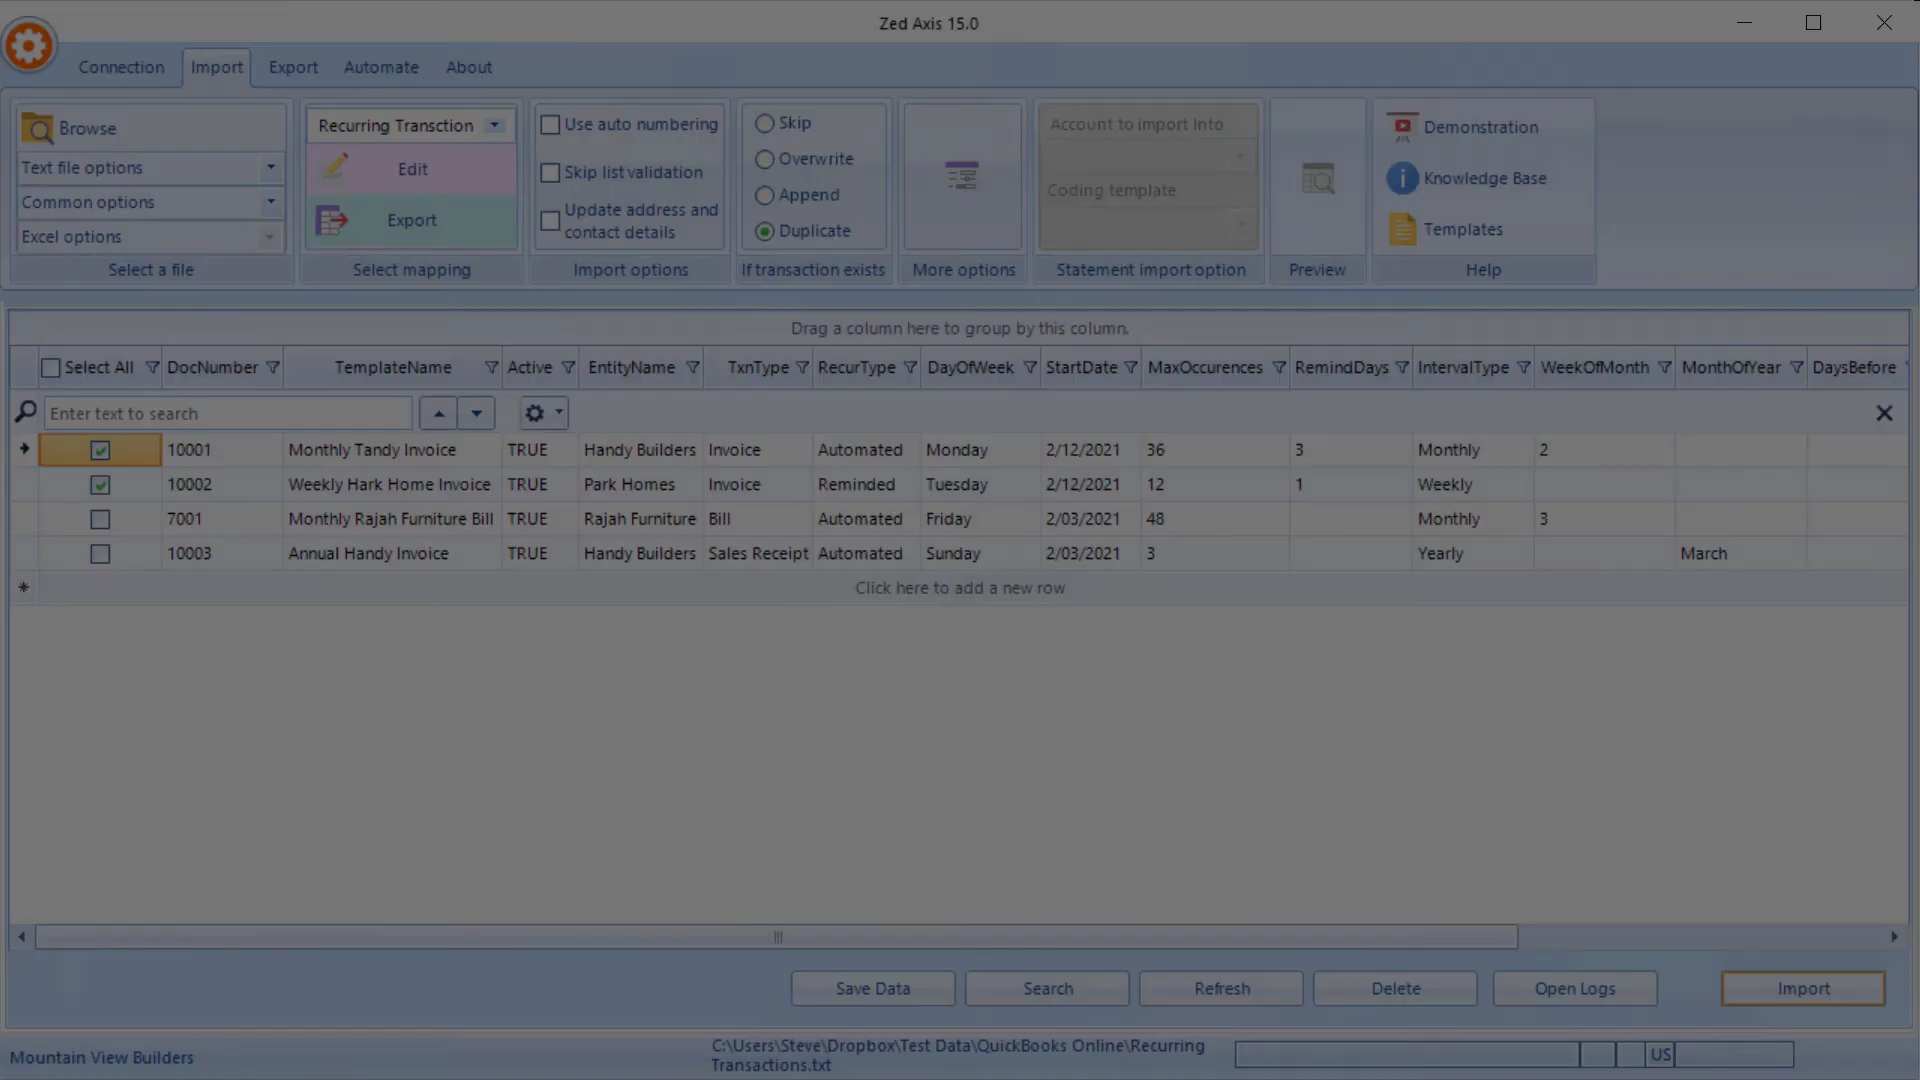 Zed Axis 15.0
Connection Import Export Automate About
Browse
Text file options
Common options
Excel options
Select a file
Recurring Transction
Edit
Export
Select mapping
Use auto numbering
Skip list validation
Update address and
contact details
Import options
Skip
Overwrite
Append
Duplicate
If transaction exists
More options
Account to import Into
Coding template
Statement import option
Preview
Demonstration
Knowledge Base
Templates
Help
Drag a column here to group by this column.
Select All DocNumber TemplateName Active EntityName TxnType RecurType DayOfWeek StartDate MaxOccurences RemindDays IntervalType WeekOfMonth MonthOfYear DaysBefore
Enter text to search
10001 Monthly Tandy Invoice TRUE Handy Builders Invoice Automated Monday 2/12/2021 36 3 Monthly 2
10002 Weekly Hark Home Invoice TRUE Park Homes Invoice Reminded Tuesday 2/12/2021 12 1 Weekly
7001 Monthly Rajah Furniture Bill TRUE Rajah Furniture Bill Automated Friday 2/03/2021 48 Monthly 3
10003 Annual Handy Invoice TRUE Handy Builders Sales Receipt Automated Sunday 2/03/2021 3 Yearly March
Click here to add a new row
Save Data Search Refresh Delete Open Logs Import
Mountain View Builders
C:\Users\Steve\Dropbox\Test Data\QuickBooks Online\Recurring
Transactions.txt
US